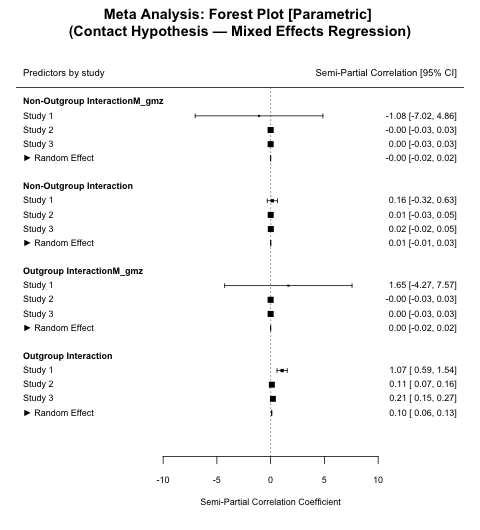 Meta Analysis: Forest Plot [Parametric]
(Contact Hypothesis — Mixed Effects Regression)
Predictors by study Semi-Partial Correlation [95% CI]
Non-Outgroup InteractionM_gmz
Study 1 -1.08 [-7.02, 4.86]
Study 2 -0.00 [-0.03, 0.03]
Study 3 0.00 [-0.03, 0.03]
► Random Effect -0.00 [-0.02, 0.02]
Non-Outgroup Interaction
Study 1 0.16 [-0.32, 0.63]
Study 2 0.01 [-0.03, 0.05]
Study 3 0.02 [-0.02, 0.05]
► Random Effect 0.01 [-0.01, 0.03]
Outgroup InteractionM_gmz
Study 1 1.65 [-4.27, 7.57]
Study 2 -0.00 [-0.03, 0.03]
Study 3 0.00 [-0.03, 0.03]
► Random Effect 0.00 [-0.02, 0.02]
Outgroup Interaction
Study 1 1.07 [ 0.59, 1.54]
Study 2 0.11 [ 0.07, 0.16]
Study 3 0.21 [ 0.15, 0.27]
► Random Effect 0.10 [ 0.06, 0.13]
-10 -5 0 5 10
Semi-Partial Correlation Coefficient